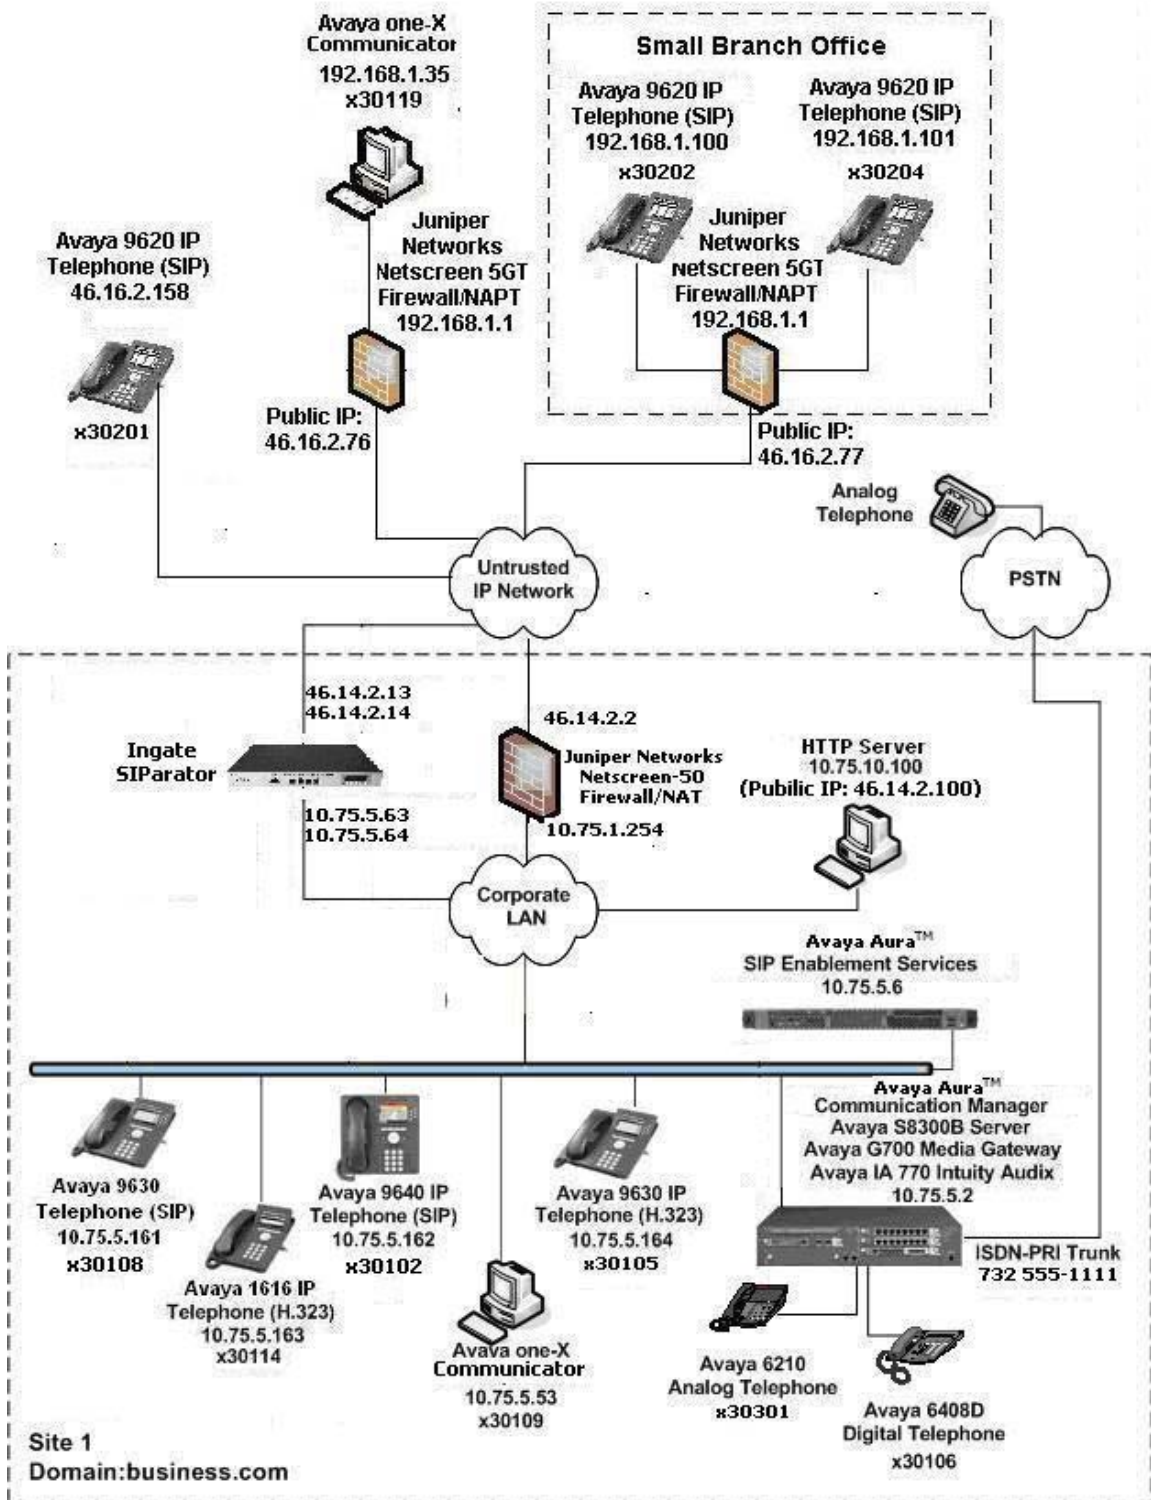 Avaya one-X
Communicator
192.168.1.35
x30119
Small Branch Office
Avaya 9620 IP
Telephone (SIP)
192.168.1.100
x30202
Avaya 9620 IP
Telephone (SIP)
192.168.1.101
x30204
Juniper
Networks
Netscreen 5GT
Firewall/NAPT
192.168.1.1
Juniper
Networks
Netscreen 5GT
Firewall/NAPT
192.168.1.1
Avaya 9620 IP
Telephone (SIP)
46.16.2.158
x30201
Public IP:
46.16.2.76
Public IP:
46.16.2.77
Analog
Telephone
Untrusted
IP Network
PSTN
46.14.2.13
46.14.2.14
Ingate
SIParator
10.75.5.63
10.75.5.64
46.14.2.2
Juniper Networks
Netscreen-50
Firewall/NAT
10.75.1.254
HTTP Server
10.75.10.100
(Pubilic IP: 46.14.2.100)
Corporate
LAN
Avaya Aura™
SIP Enablement Services
10.75.5.6
Avaya Aura™
Communication Manager
Avaya S8300B Server
Avaya G700 Media Gateway
Avaya IA 770 Intuity Audix
10.75.5.2
Avaya 9630
Telephone (SIP)
10.75.5.161
x30108
Avaya 1616 IP
Telephone (H.323)
10.75.5.163
x30114
Avaya 9640 IP
Telephone (SIP)
10.75.5.162
x30102
Avaya one-X
Communicator
10.75.5.53
x30109
Avaya 9630 IP
Telephone (H.323)
10.75.5.164
x30105
ISDN-PRI Trunk
732 555-1111
Avaya 6210
Analog Telephone
x30301
Avaya 6408D
Digital Telephone
x30106
Site 1
Domain:business.com